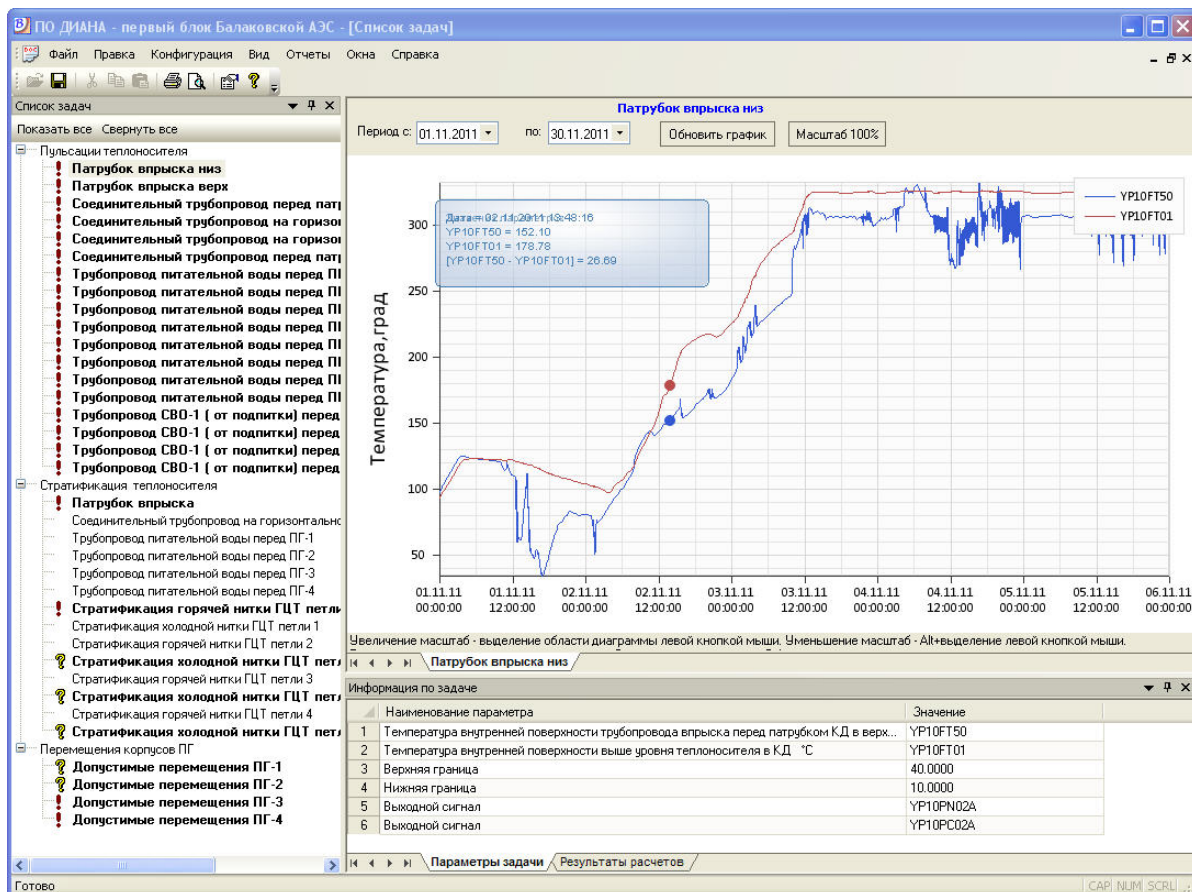 ПО ДИАНА - первый блок Балаковской АЭС - [Список задач]
Файл Правка Конфигурация Вид Отчеты Окна Справка
Список задач
Показать все Свернуть все
Пульсации теплоносителя
Патрубок впрыска низ
Патрубок впрыска верх
Соединительный трубопровод перед пат
Соединительный трубопровод на горизо
Соединительный трубопровод на горизо
Соединительный трубопровод перед пат
Трубопровод питательной воды перед ПГ
Трубопровод питательной воды перед ПГ
Трубопровод питательной воды перед ПГ
Трубопровод питательной воды перед ПГ
Трубопровод питательной воды перед ПГ
Трубопровод питательной воды перед ПГ
Трубопровод питательной воды перед ПГ
Трубопровод питательной воды перед ПГ
Трубопровод СВО-1 ( от подпитки) перед
Трубопровод СВО-1 ( от подпитки) перед
Трубопровод СВО-1 ( от подпитки) перед
Трубопровод СВО-1 ( от подпитки) перед
Стратификация теплоносителя
Патрубок впрыска
Соединительный трубопровод на горизонтально
Трубопровод питательной воды перед ПГ-1
Трубопровод питательной воды перед ПГ-2
Трубопровод питательной воды перед ПГ-3
Трубопровод питательной воды перед ПГ-4
Стратификация горячей нитки ГЦТ петли
Стратификация холодной нитки ГЦТ петли 1
Стратификация горячей нитки ГЦТ петли 2
Стратификация холодной нитки ГЦТ петл
Стратификация горячей нитки ГЦТ петли 3
Стратификация холодной нитки ГЦТ петл
Стратификация горячей нитки ГЦТ петли 4
Стратификация холодной нитки ГЦТ петл
Перемещения корпусов ПГ
Допустимые перемещения ПГ-1
Допустимые перемещения ПГ-2
Допустимые перемещения ПГ-3
Допустимые перемещения ПГ-4
Патрубок впрыска низ
Период с: 01.11.2011 по: 30.11.2011 Обновить график Масштаб 100%
YP10FT50
YP10FT01
Дата = 02.11.2011 13:48:16
YP10FT50 = 152.10
YP10FT01 = 178.78
[YP10FT50 - YP10FT01] = 26.69
Температура,град
300
250
200
150
100
50
01.11.11 01.11.11 02.11.11 02.11.11 03.11.11 03.11.11 04.11.11 04.11.11 05.11.11 05.11.11 06.11.11
00:00:00 12:00:00 00:00:00 12:00:00 00:00:00 12:00:00 00:00:00 12:00:00 00:00:00 12:00:00 00:00:00
Увеличение масштаб - выделение области диаграммы левой кнопкой мыши. Уменьшение масштаб - Alt+выделение левой кнопкой мыши.
Патрубок впрыска низ
Информация по задаче
Наименование параметра Значение
1 Температура внутренней поверхности трубопровода впрыска перед патрубком КД в верх... YP10FT50
2 Температура внутренней поверхности выше уровня теплоносителя в КД °C YP10FT01
3 Верхняя граница 40.0000
4 Нижняя граница 10.0000
5 Выходной сигнал YP10PN02A
6 Выходной сигнал YP10PC02A
Параметры задачи Результаты расчетов
Готово CAP NUM SCRL